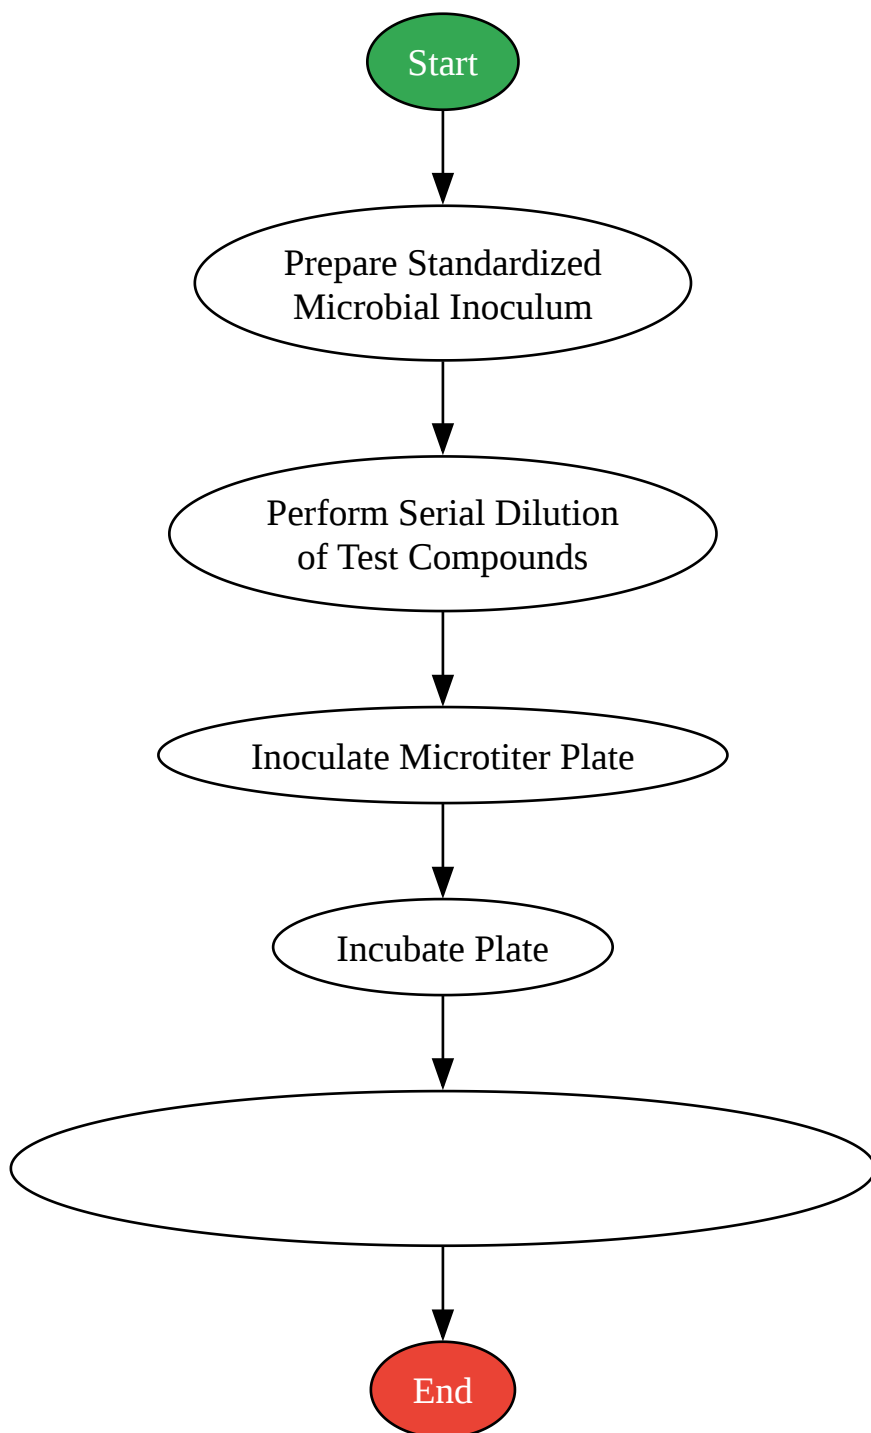 Start
Prepare Standardized
Microbial Inoculum
Perform Serial Dilution
of Test Compounds
Inoculate Microtiter Plate
Incubate Plate
End